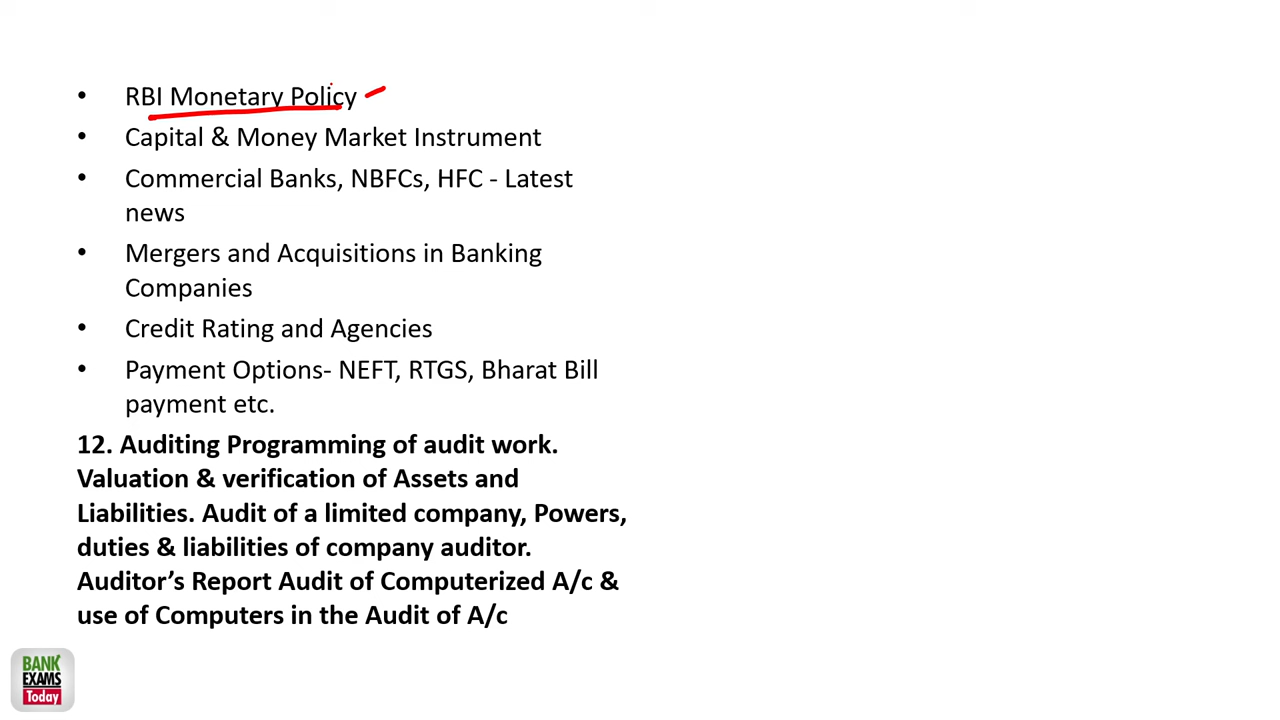 • RBI Monetary Policy
• Capital & Money Market Instrument
• Commercial Banks, NBFCs, HFC - Latest
news
• Mergers and Acquisitions in Banking
Companies
• Credit Rating and Agencies
• Payment Options- NEFT, RTGS, Bharat Bill
payment etc.
12. Auditing Programming of audit work.
Valuation & verification of Assets and
Liabilities. Audit of a limited company, Powers,
duties & liabilities of company auditor.
Auditor’s Report Audit of Computerized A/c &
use of Computers in the Audit of A/c
BANK
EXAMS
Today